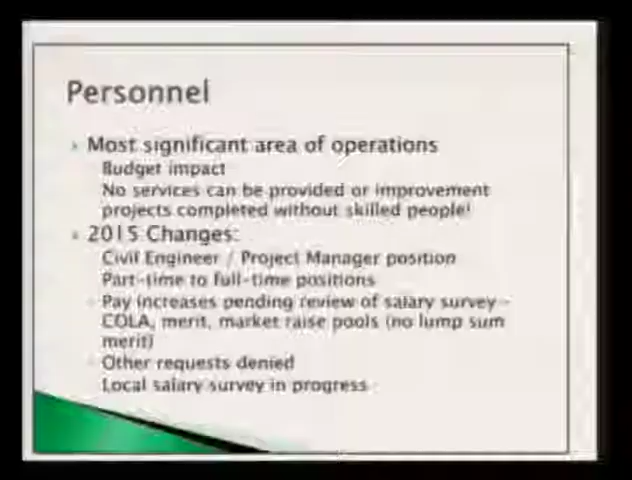 Personnel
Most significant area of operations
Budget impact
No services can be provided or improvement
projects completed without skilled people!
2015 Changes:
Civil Engineer / Project Manager position
Part-time to full-time positions
Pay increases pending review of salary survey -
COLA, merit, market raise pools (no lump sum
merit)
Other requests denied
Local salary survey in progress